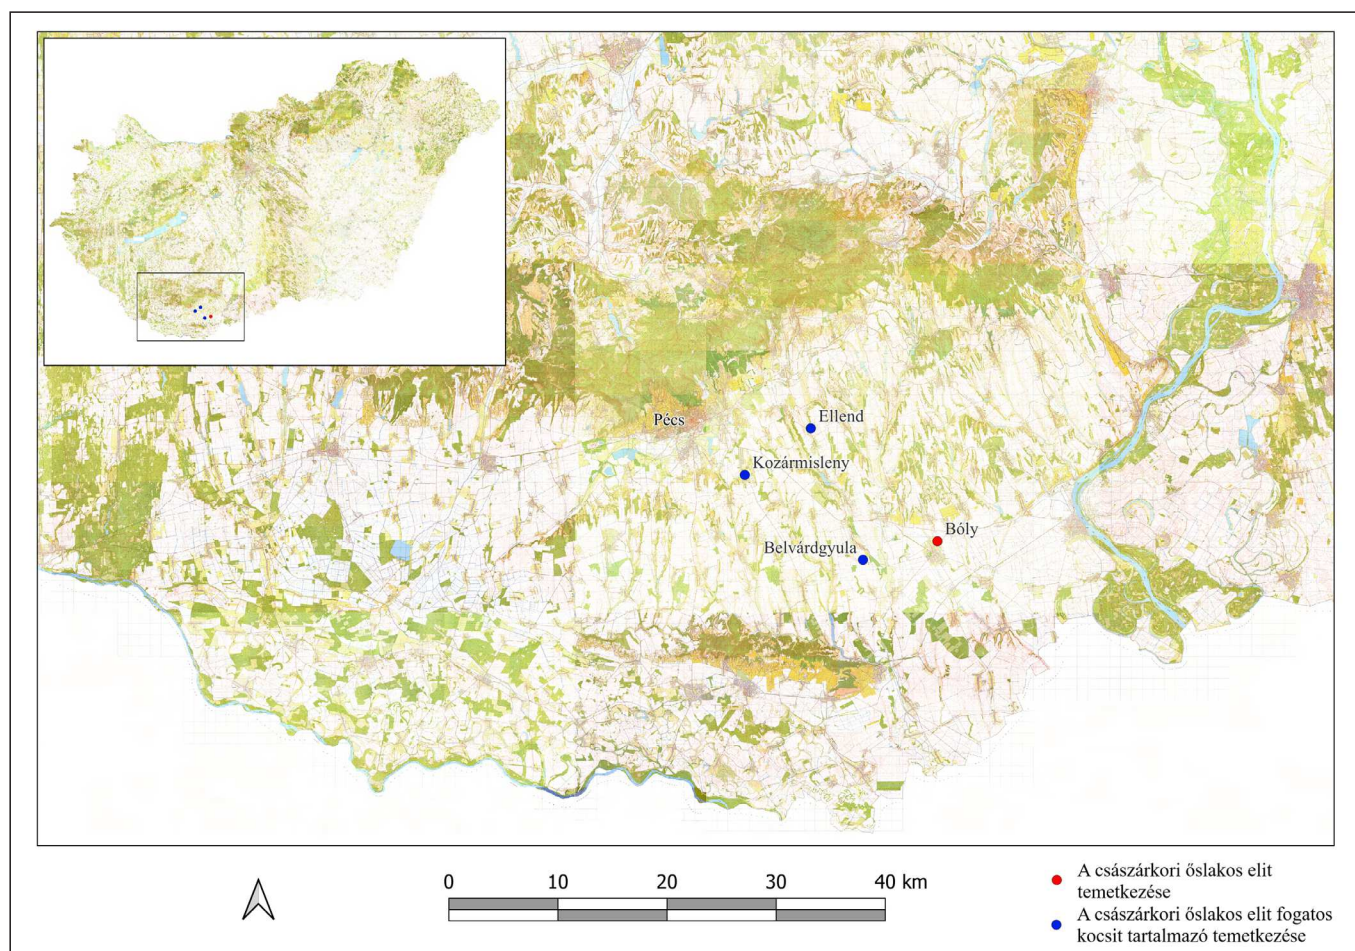 Pécs
Ellend
Kozármisleny
Bóly
Belvárdgyula
0 10 20 30 40 km
A császárkori őslakos elit
temetkezése
A császárkori őslakos elit fogatos
kocsit tartalmazó temetkezése